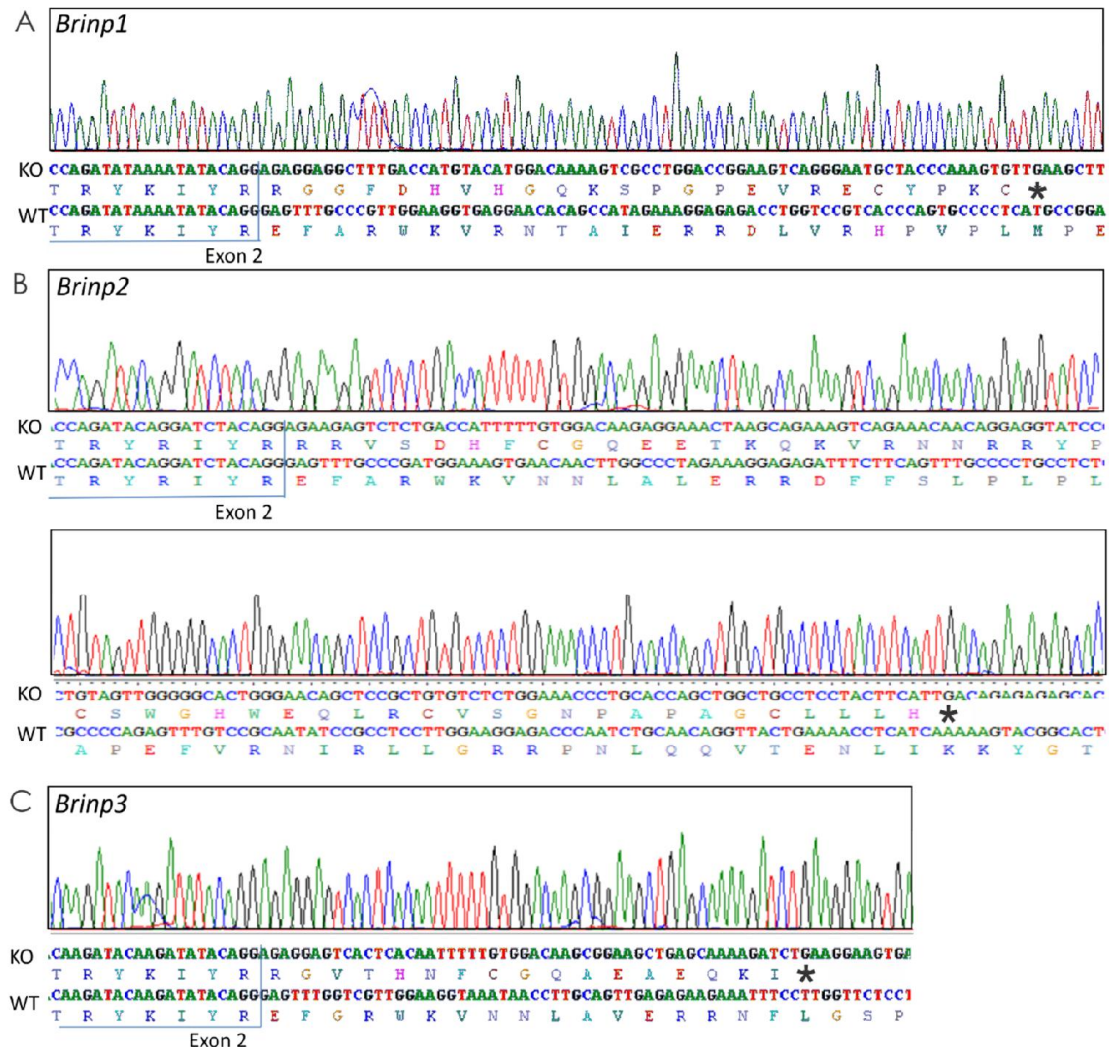 A
Brinp1
KO CCAGATATAAAATATACAGGAGAGGAGGCTTTGACCATGTACATGGACAAAAGTCGCCTGGACCGGAAGTCAGGGAATGCTACCCAAAGTGTTGAAGCTT
T R Y K I Y R R G G F D H V H G Q K S P G P E V R E C Y P K C *
WT CCAGATATAAAATATACAGGGAGTTTGCCCGTTGGAAGGTGAGGAACACAGCCATAGAAAGGAGAGACCTGGTCCGTCACCCAGTGCCCCTCATGCCGGA
T R Y K I Y R E F A R W K V R N T A I E R R D L V R H P V P L M P E
Exon 2
B
Brinp2
KO CCAGATACAGGATCTACAGGAGAAGAGTCTCTGACCATTTTTGTGGACAAGAGGAAACTAAGCAGAAAGTCAGAAACAACAGGAGGTATCC
T R Y R I Y R R R V S D H F C G Q E E T K Q K V R N N R R Y P
WT CCAGATACAGGATCTACAGGGAGTTTGCCCGATGGAAAGTGAACAACTTGGCCCTAGAAAGGAGAGATTTCTTCAGTTTGCCCCTGCCTCT
T R Y R I Y R E F A R W K V N N L A L E R R D F F S L P L P L
Exon 2
KO CTGTAGTTGGGGGCACTGGGAACAGCTCCGCTGTGTCTCTGGAAACCCTGCACCAGCTGGCTGCCTCCTACTTCATTGACAGAGAGAGCAC
C S W G H W E Q L R C V S G N P A P A G C L L L H *
WT CGCCCCAGAGTTTGTCCGCAATATCCGCCTCCTTGGAAGGAGACCCAATCTGCAACAGGTTACTGAAAACCTCATCAAAAAGTACGGCACT
A P E F V R N I R L L G R R P N L Q Q V T E N L I K K Y G T
C
Brinp3
KO CAAGATACAAGATATACAGGAGAGGAGTCACTCACAATTTTTGTGGACAAGCGGAAGCTGAGCAAAAGATCTGAAGGAAGTGA
T R Y K I Y R R G V T H N F C G Q A E A E Q K I *
WT CAAGATACAAGATATACAGGGAGTTTGGTCGTTGGAAGGTAAATAACCTTGCAGTTGAGAGAAGAAATTTCCTTGGTTCTCCT
T R Y K I Y R E F G R W K V N N L A V E R R N F L G S P
Exon 2